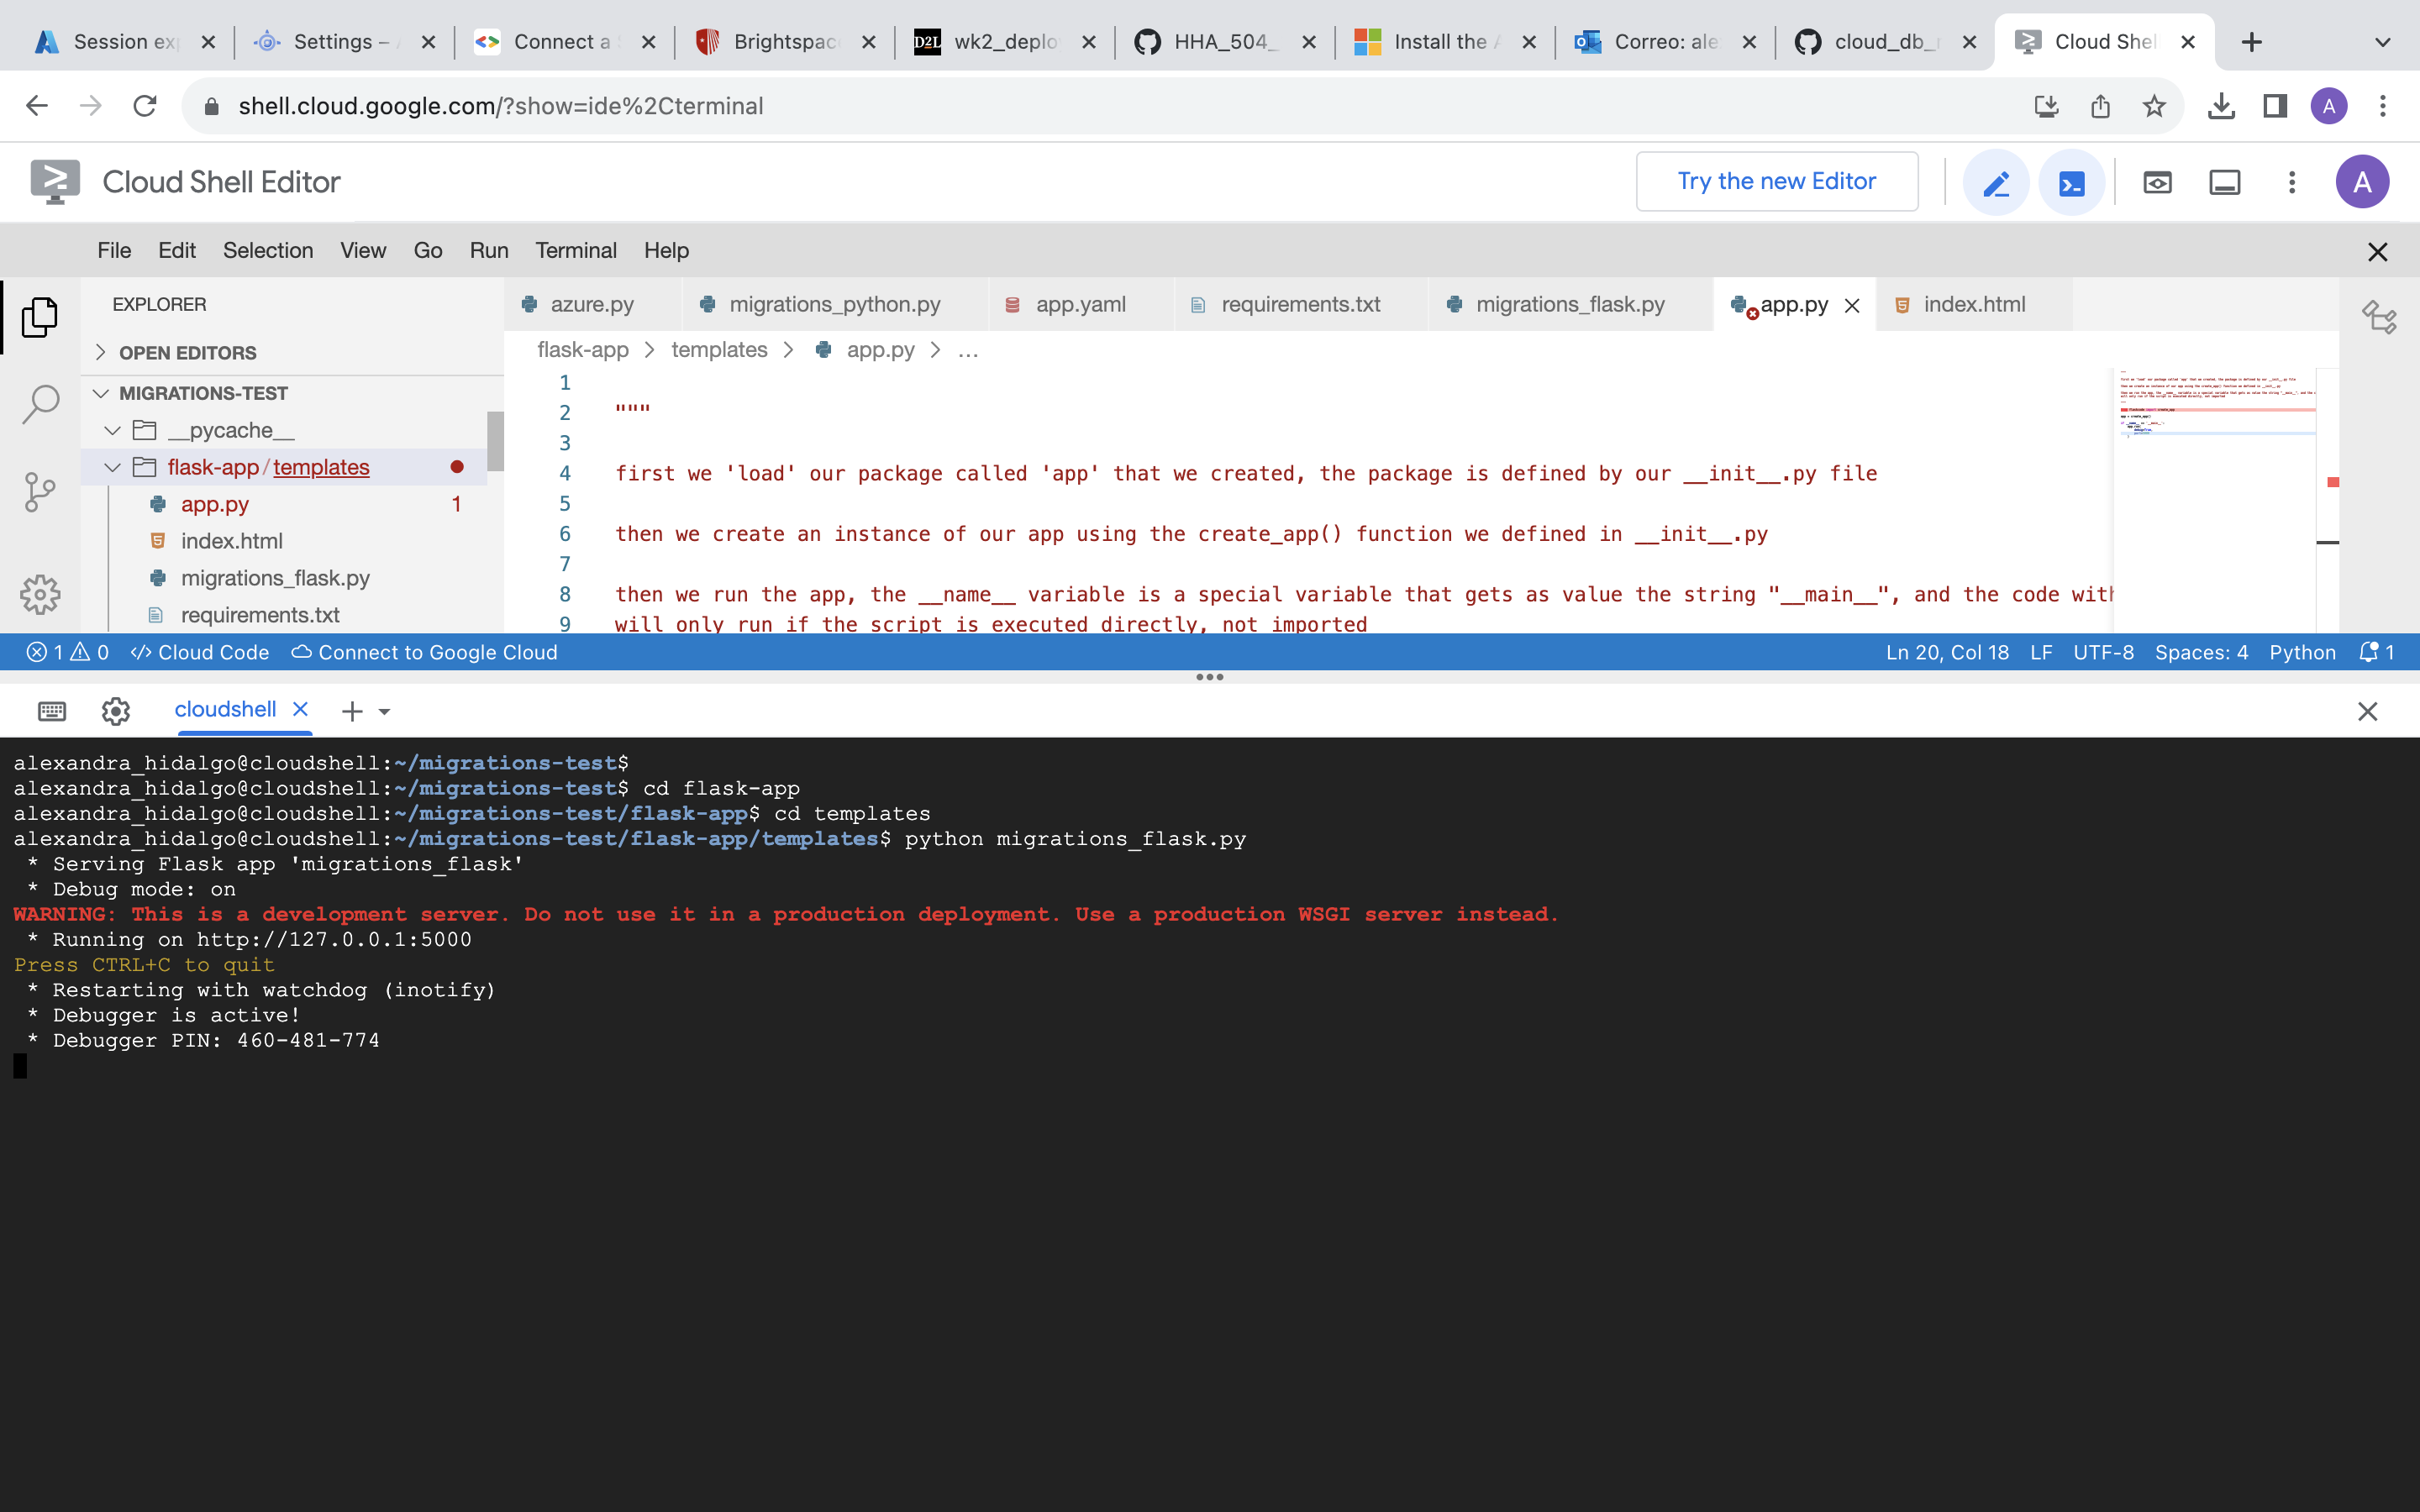 Session ex
Settings –
Connect a
Brightspac
D2L wk2_deplo
HHA_504_
Install the
Correo: ale
cloud_db_
Cloud Shel
shell.cloud.google.com/?show=ide%2Cterminal
A
Cloud Shell Editor
Try the new Editor
A
File Edit Selection View Go Run Terminal Help
EXPLORER
azure.py
migrations_python.py
app.yaml
requirements.txt
migrations_flask.py
app.py
index.html
OPEN EDITORS
flask-app > templates > app.py > ...
MIGRATIONS-TEST
__pycache__
flask-app/templates
app.py 1
index.html
migrations_flask.py
requirements.txt
1
2 """
3
4 first we 'load' our package called 'app' that we created, the package is defined by our __init__.py file
5
6 then we create an instance of our app using the create_app() function we defined in __init__.py
7
8 then we run the app, the __name__ variable is a special variable that gets as value the string "__main__", and the code with
9 will only run if the script is executed directly, not imported
1 0 </> Cloud Code Connect to Google Cloud
Ln 20, Col 18 LF UTF-8 Spaces: 4 Python 1
cloudshell
alexandra_hidalgo@cloudshell:~/migrations-test$
alexandra_hidalgo@cloudshell:~/migrations-test$ cd flask-app
alexandra_hidalgo@cloudshell:~/migrations-test/flask-app$ cd templates
alexandra_hidalgo@cloudshell:~/migrations-test/flask-app/templates$ python migrations_flask.py
* Serving Flask app 'migrations_flask'
* Debug mode: on
WARNING: This is a development server. Do not use it in a production deployment. Use a production WSGI server instead.
* Running on http://127.0.0.1:5000
Press CTRL+C to quit
* Restarting with watchdog (inotify)
* Debugger is active!
* Debugger PIN: 460-481-774